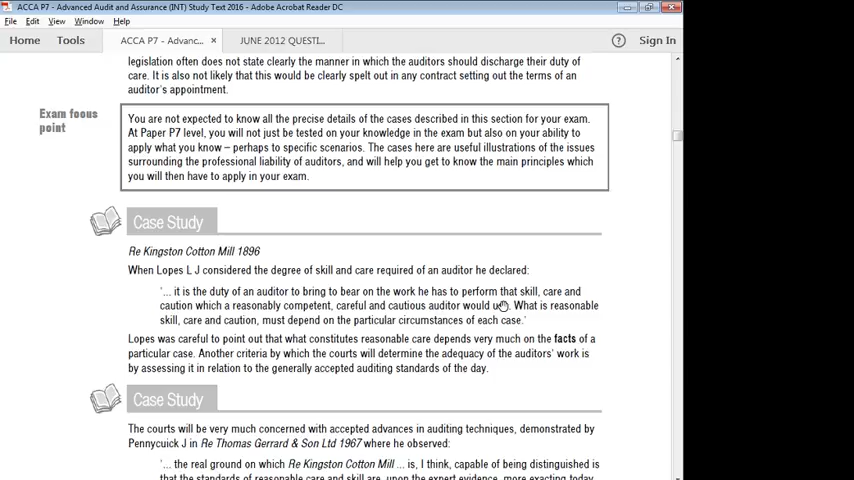 ACCA P7 - Advanced Audit and Assurance (INT) Study Text 2016 - Adobe Acrobat Reader DC
File Edit View Window Help
Home Tools ACCA P7 - Advanc... × JUNE 2012 QUESTI... ? Sign In
legislation often does not state clearly the manner in which the auditors should discharge their duty of
care. It is also not likely that this would be clearly spelt out in any contract setting out the terms of an
auditor's appointment.
Exam focus
point
You are not expected to know all the precise details of the cases described in this section for your exam.
At Paper P7 level, you will not just be tested on your knowledge in the exam but also on your ability to
apply what you know – perhaps to specific scenarios. The cases here are useful illustrations of the issues
surrounding the professional liability of auditors, and will help you get to know the main principles which
you will then have to apply in your exam.
Case Study
Re Kingston Cotton Mill 1896
When Lopes L J considered the degree of skill and care required of an auditor he declared:
'... it is the duty of an auditor to bring to bear on the work he has to perform that skill, care and
caution which a reasonably competent, careful and cautious auditor would What is reasonable
skill, care and caution, must depend on the particular circumstances of each case.'
Lopes was careful to point out that what constitutes reasonable care depends very much on the facts of a
particular case. Another criteria by which the courts will determine the adequacy of the auditors' work is
by assessing it in relation to the generally accepted auditing standards of the day.
Case Study
The courts will be very much concerned with accepted advances in auditing techniques, demonstrated by
Pennycuick J in Re Thomas Gerrard & Son Ltd 1967 where he observed:
'... the real ground on which Re Kingston Cotton Mill ... is, I think, capable of being distinguished is
that the standards of reasonable care and skill are, upon the expert evidence, more exacting today